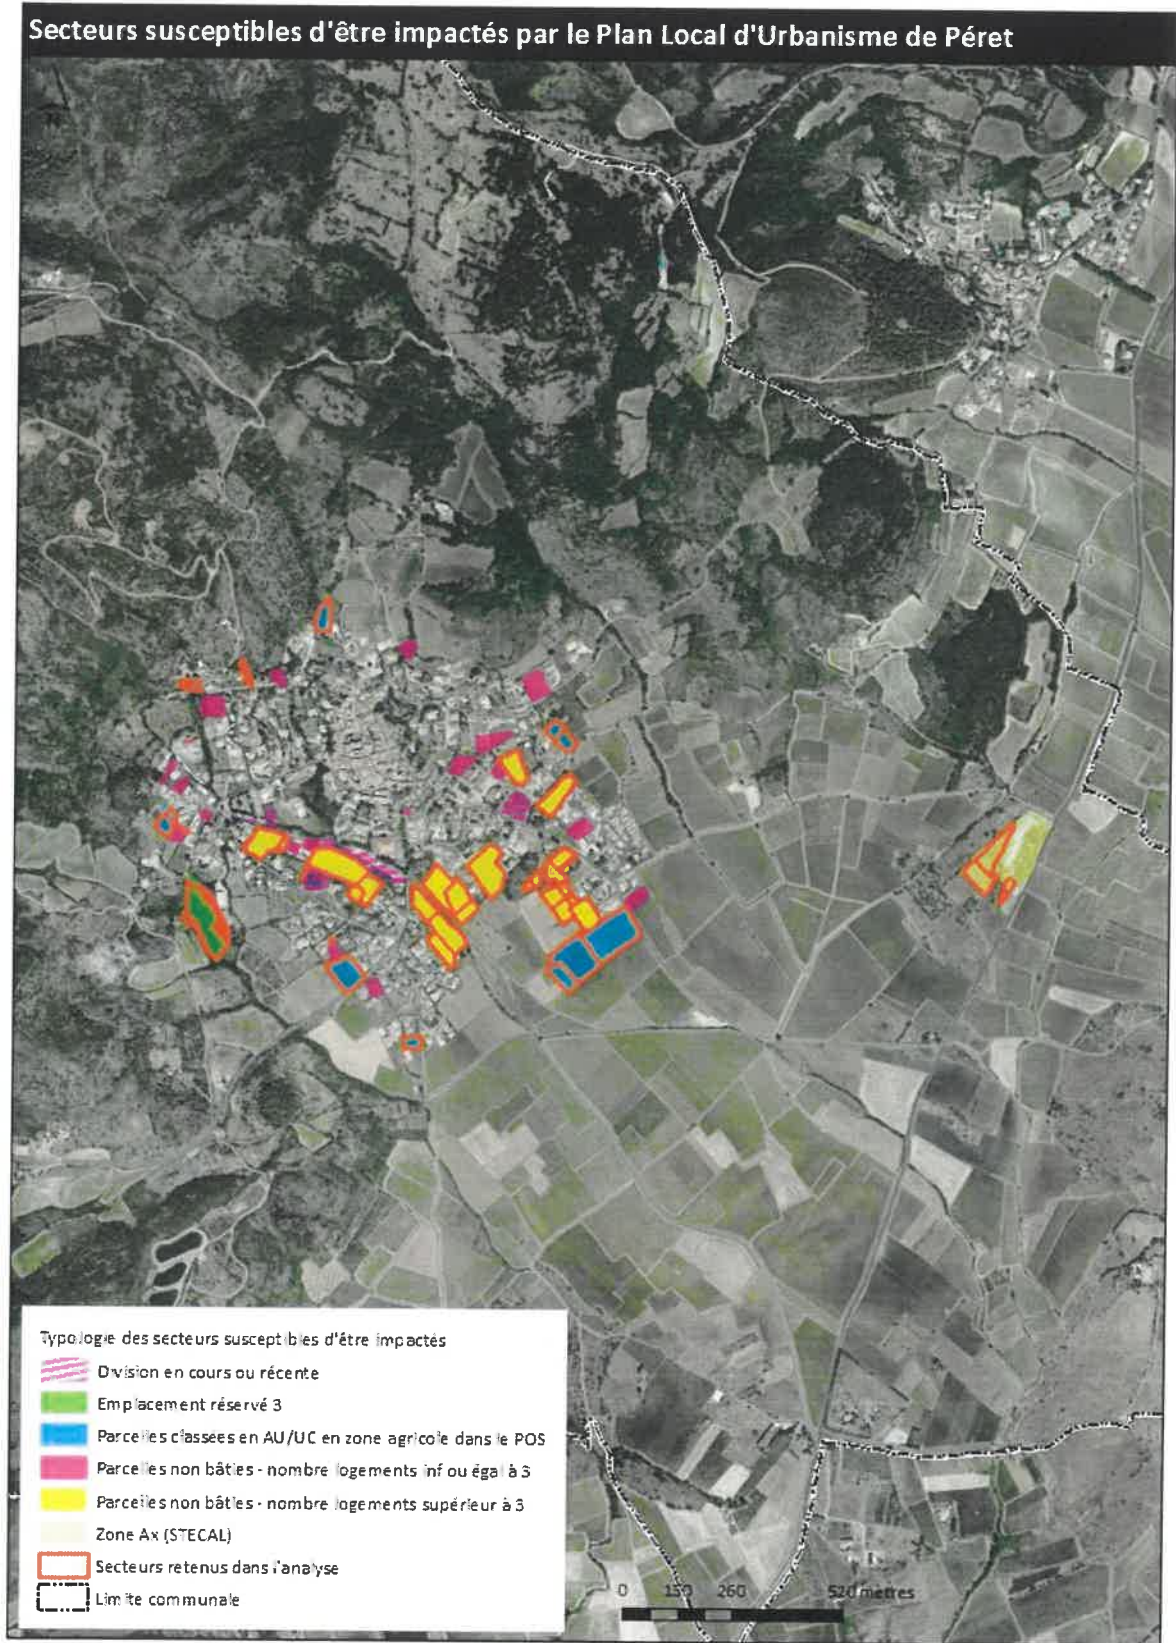 Secteurs susceptibles d'être impactés par le Plan Local d'Urbanisme de Péret
Typologie des secteurs susceptibles d'être impactés
Division en cours ou récente
Emplacement réservé 3
Parcelles classées en AU/UC en zone agricole dans le POS
Parcelles non bâties - nombre logements inf ou égal à 3
Parcelles non bâties - nombre logements supérieur à 3
Zone Ax (STECAL)
Secteurs retenus dans l'analyse
Limite communale
0 260 520 mètres